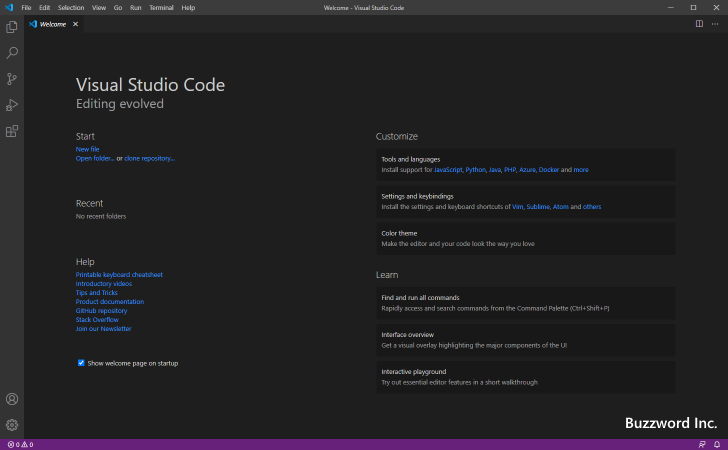 File Edit Selection View Go Run Terminal Help
Welcome - Visual Studio Code
Welcome
Visual Studio Code
Editing evolved
Start
New file
Open folder... or clone repository...
Recent
No recent folders
Help
Printable keyboard cheatsheet
Introductory videos
Tips and Tricks
Product documentation
GitHub repository
Stack Overflow
Join our Newsletter
Show welcome page on startup
Customize
Tools and languages
Install support for JavaScript, Python, Java, PHP, Azure, Docker and more
Settings and keybindings
Install the settings and keyboard shortcuts of Vim, Sublime, Atom and others
Color theme
Make the editor and your code look the way you love
Learn
Find and run all commands
Rapidly access and search commands from the Command Palette (Ctrl+Shift+P)
Interface overview
Get a visual overlay highlighting the major components of the UI
Interactive playground
Try out essential editor features in a short walkthrough
Buzzword Inc.
0 0